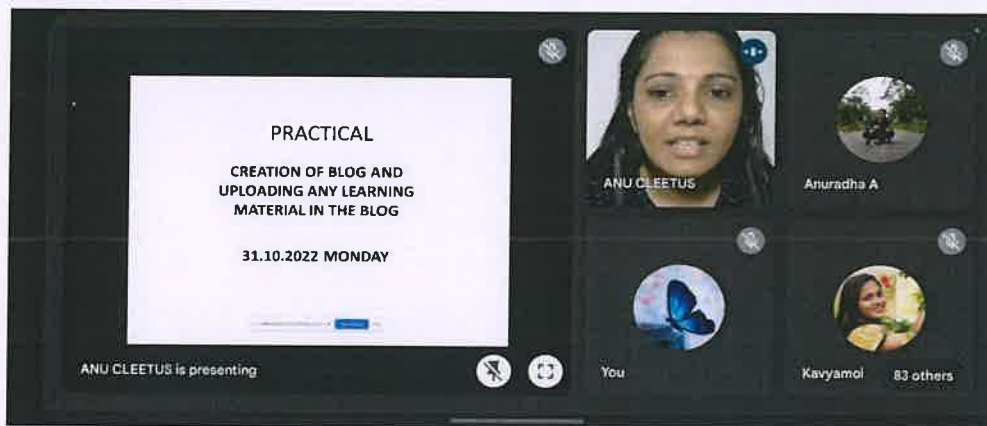 PRACTICAL
CREATION OF BLOG AND
UPLOADING ANY LEARNING
MATERIAL IN THE BLOG
31.10.2022 MONDAY
ANU CLEETUS is presenting
ANU CLEETUS
Anuradha A
You
Kavyamol
83 others